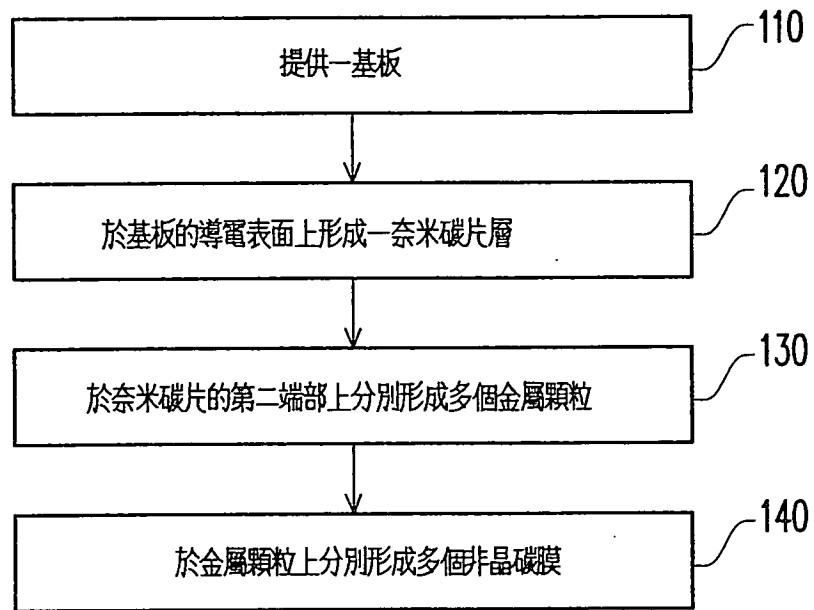 提供一基板
110
於基板的導電表面上形成一奈米碳片層
120
於奈米碳片的第二端部上分別形成多個金屬顆粒
130
於金屬顆粒上分別形成多個非晶碳膜
140